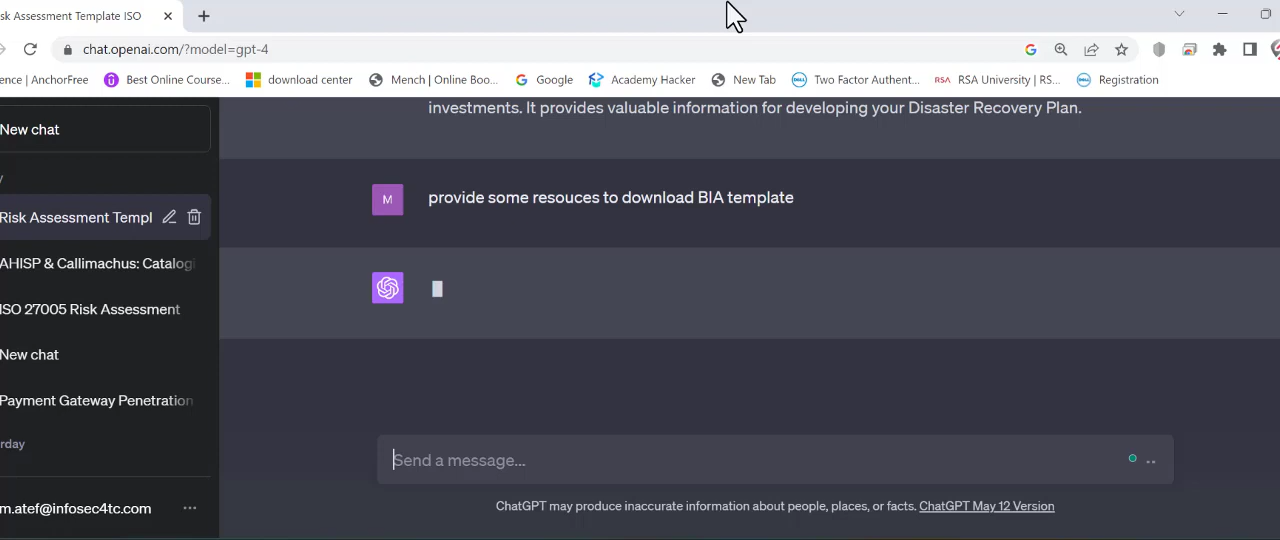 sk Assessment Template ISO
chat.openai.com/?model=gpt-4
ence | AnchorFree Best Online Course... download center Mench | Online Boo... Google Academy Hacker New Tab Two Factor Authent... RSA RSA University | RS... Registration
New chat
investments. It provides valuable information for developing your Disaster Recovery Plan.
y
M provide some resouces to download BIA template
Risk Assessment Templ
AHISP & Callimachus: Catalog
ISO 27005 Risk Assessment
New chat
Payment Gateway Penetration
rday
Send a message...
m.atef@infosec4tc.com ...
ChatGPT may produce inaccurate information about people, places, or facts. ChatGPT May 12 Version